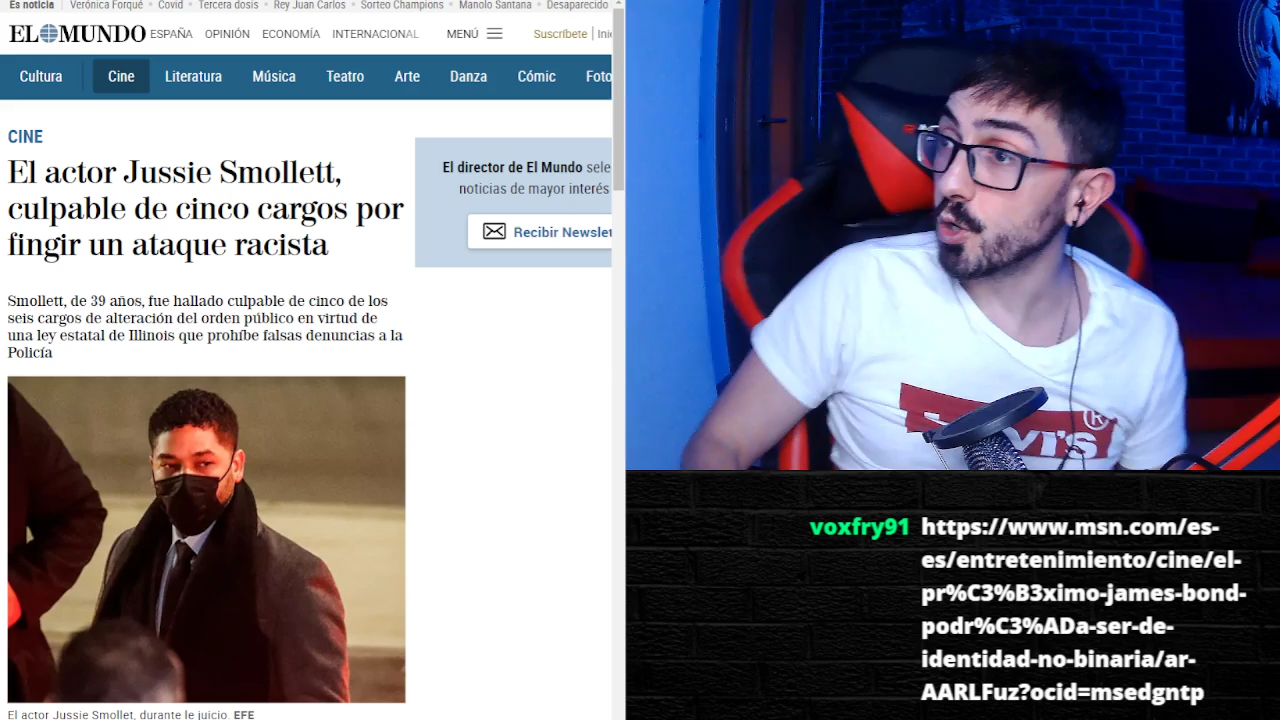 Es noticia Verónica Forqué Covid Tercera dosis Rey Juan Carlos Sorteo Champions Manolo Santana Desaparecido
EL MUNDO ESPAÑA OPINIÓN ECONOMÍA INTERNACIONAL MENÚ Suscríbete | Ini
Cultura Cine Literatura Música Teatro Arte Danza Cómic Foto
CINE
El actor Jussie Smollett,
culpable de cinco cargos por
fingir un ataque racista
El director de El Mundo sele
noticias de mayor interés
Recibir Newslet
Smollett, de 39 años, fue hallado culpable de cinco de los
seis cargos de alteración del orden público en virtud de
una ley estatal de Illinois que prohíbe falsas denuncias a la
Policía
El actor Jussie Smollet, durante le juicio. EFE
voxfry91 https://www.msn.com/es-
es/entretenimiento/cine/el-
pr%C3%B3ximo-james-bond-
podr%C3%ADa-ser-de-
identidad-no-binaria/ar-
AARLFuz?ocid=msedgntp